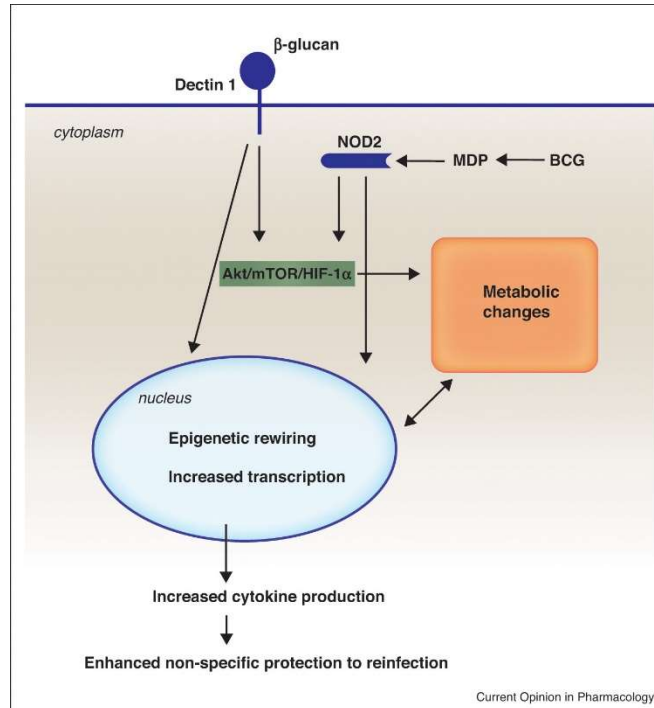 β-glucan
Dectin 1
cytoplasm
NOD2
MDP
BCG
Akt/mTOR/HIF-1α
Metabolic
changes
nucleus
Epigenetic rewiring
Increased transcription
Increased cytokine production
Enhanced non-specific protection to reinfection
Current Opinion in Pharmacology